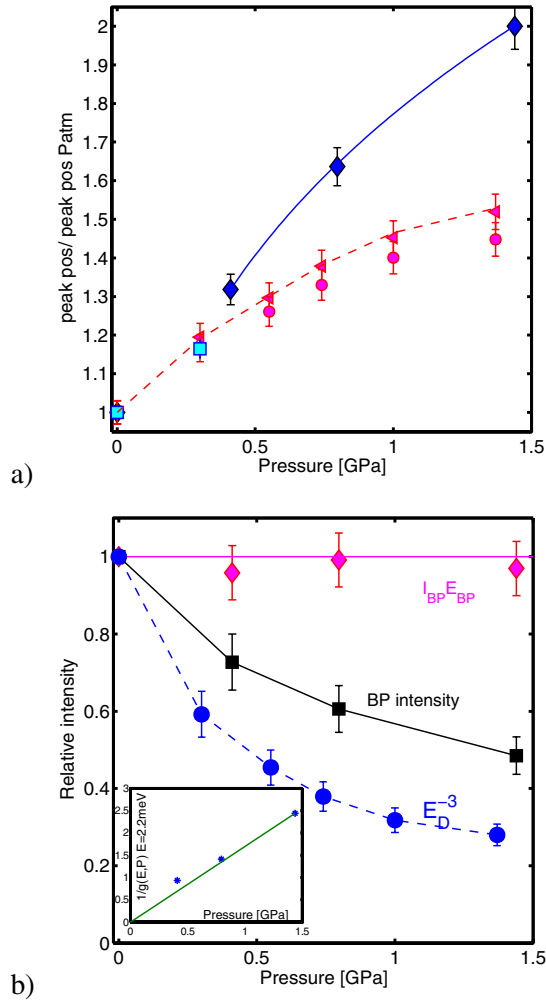 2
1.9
1.8
1.7
1.6
1.5
1.4
1.3
1.2
1.1
1
peak pos/ peak pos Patm
0 0.5 1 1.5
Pressure [GPa]
a)
1
0.8
0.6
0.4
0.2
0
Relative intensity
I_BP E_BP
BP intensity
E_D^−3
3
2.5
2
1.5
1
0.5
0
1/g(E,P) E=2.2meV
Pressure [GPa]
0 0.5 1 1.5
0 0.5 1 1.5
Pressure [GPa]
b)